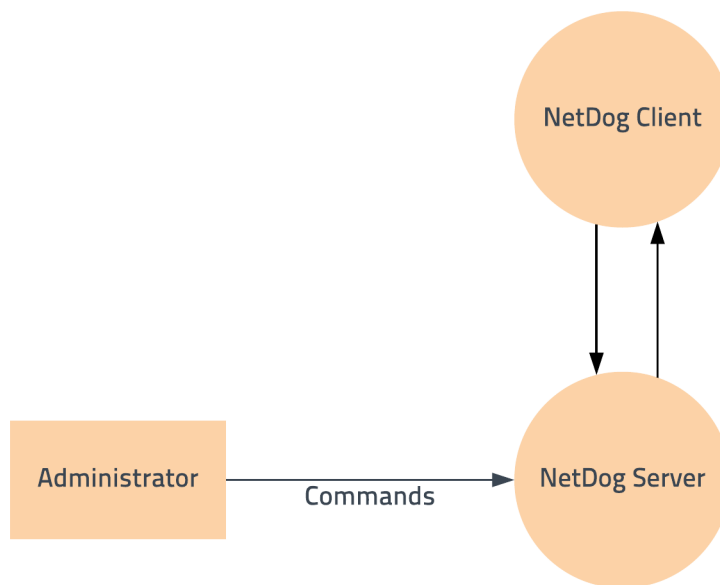 NetDog Client
Administrator
Commands
NetDog Server